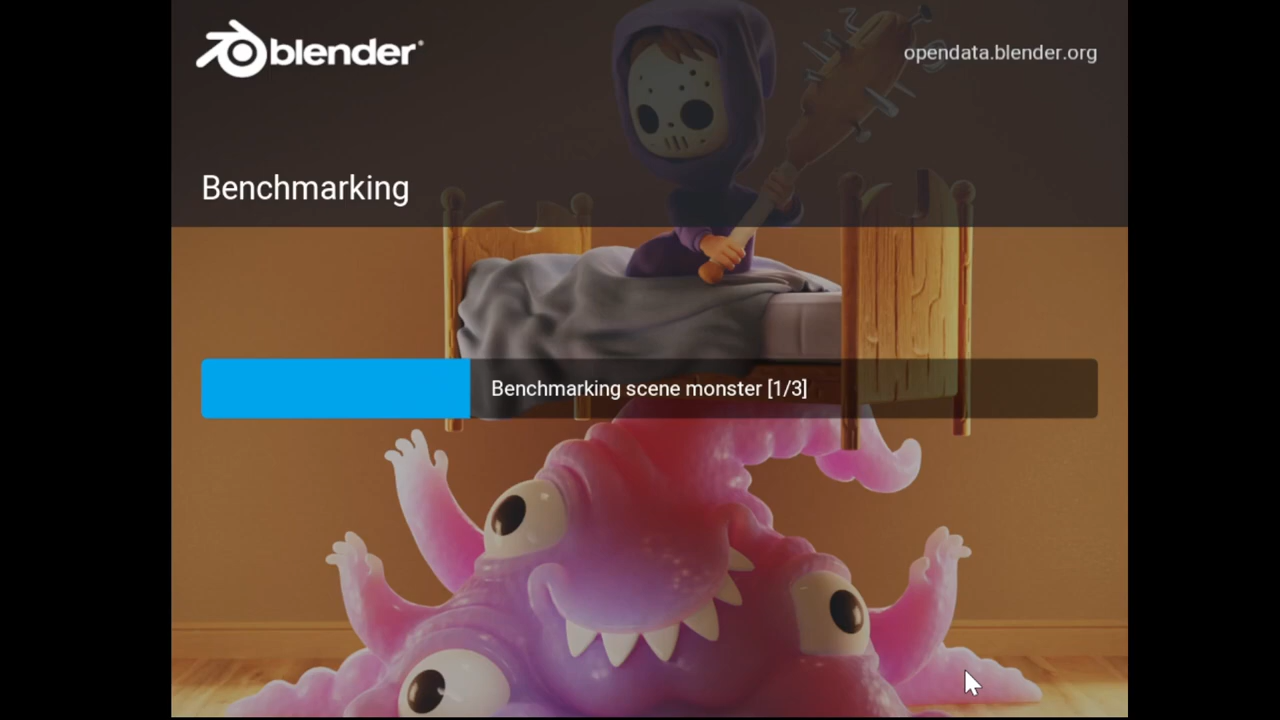 blender
opendata.blender.org
Benchmarking
Benchmarking scene monster [1/3]